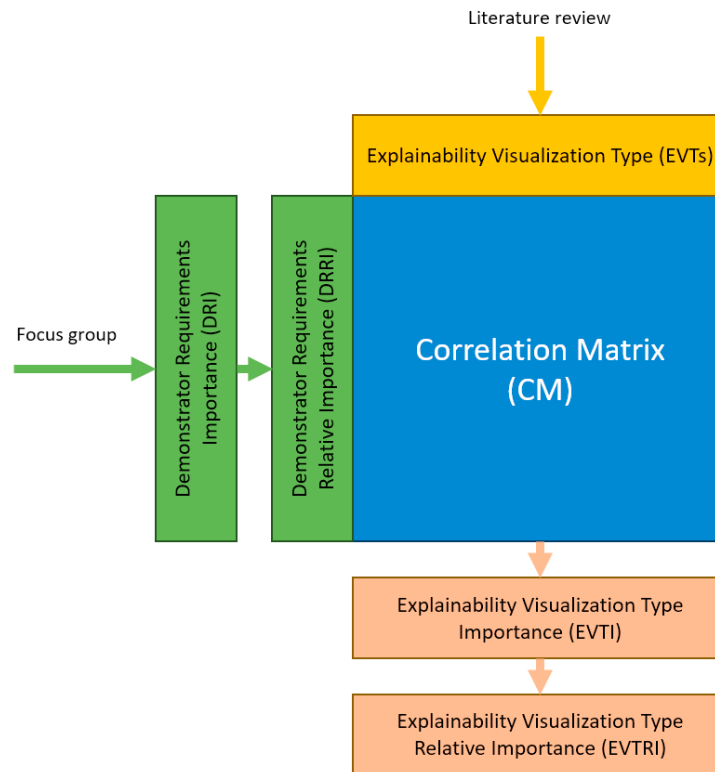 Literature review
Explainability Visualization Type (EVTs)
Focus group
Demonstrator Requirements
Importance (DRI)
Demonstrator Requirements
Relative Importance (DRRI)
Correlation Matrix
(CM)
Explainability Visualization Type
Importance (EVTI)
Explainability Visualization Type
Relative Importance (EVTRI)